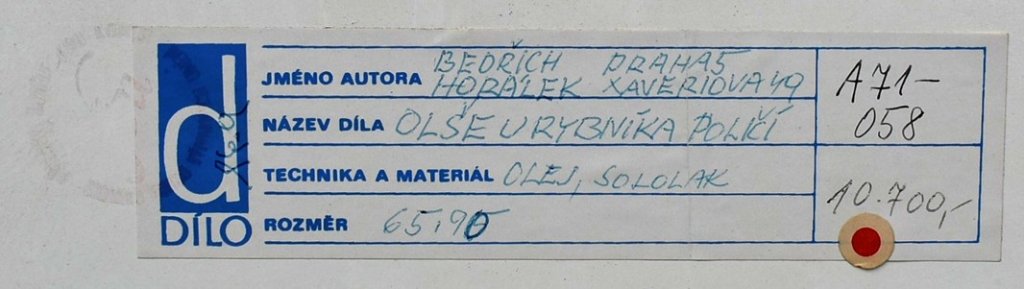 d
DÍLO
JMÉNO AUTORA BEDŘICH PRAHA 5
HORÁLEK XAVERIOVA 49
NÁZEV DÍLA OLŠE U RYBNÍKA POLIČÍ
TECHNIKA A MATERIÁL OLEJ, SOLOLAK
ROZMĚR 65.90
A71-
058
10.700,-